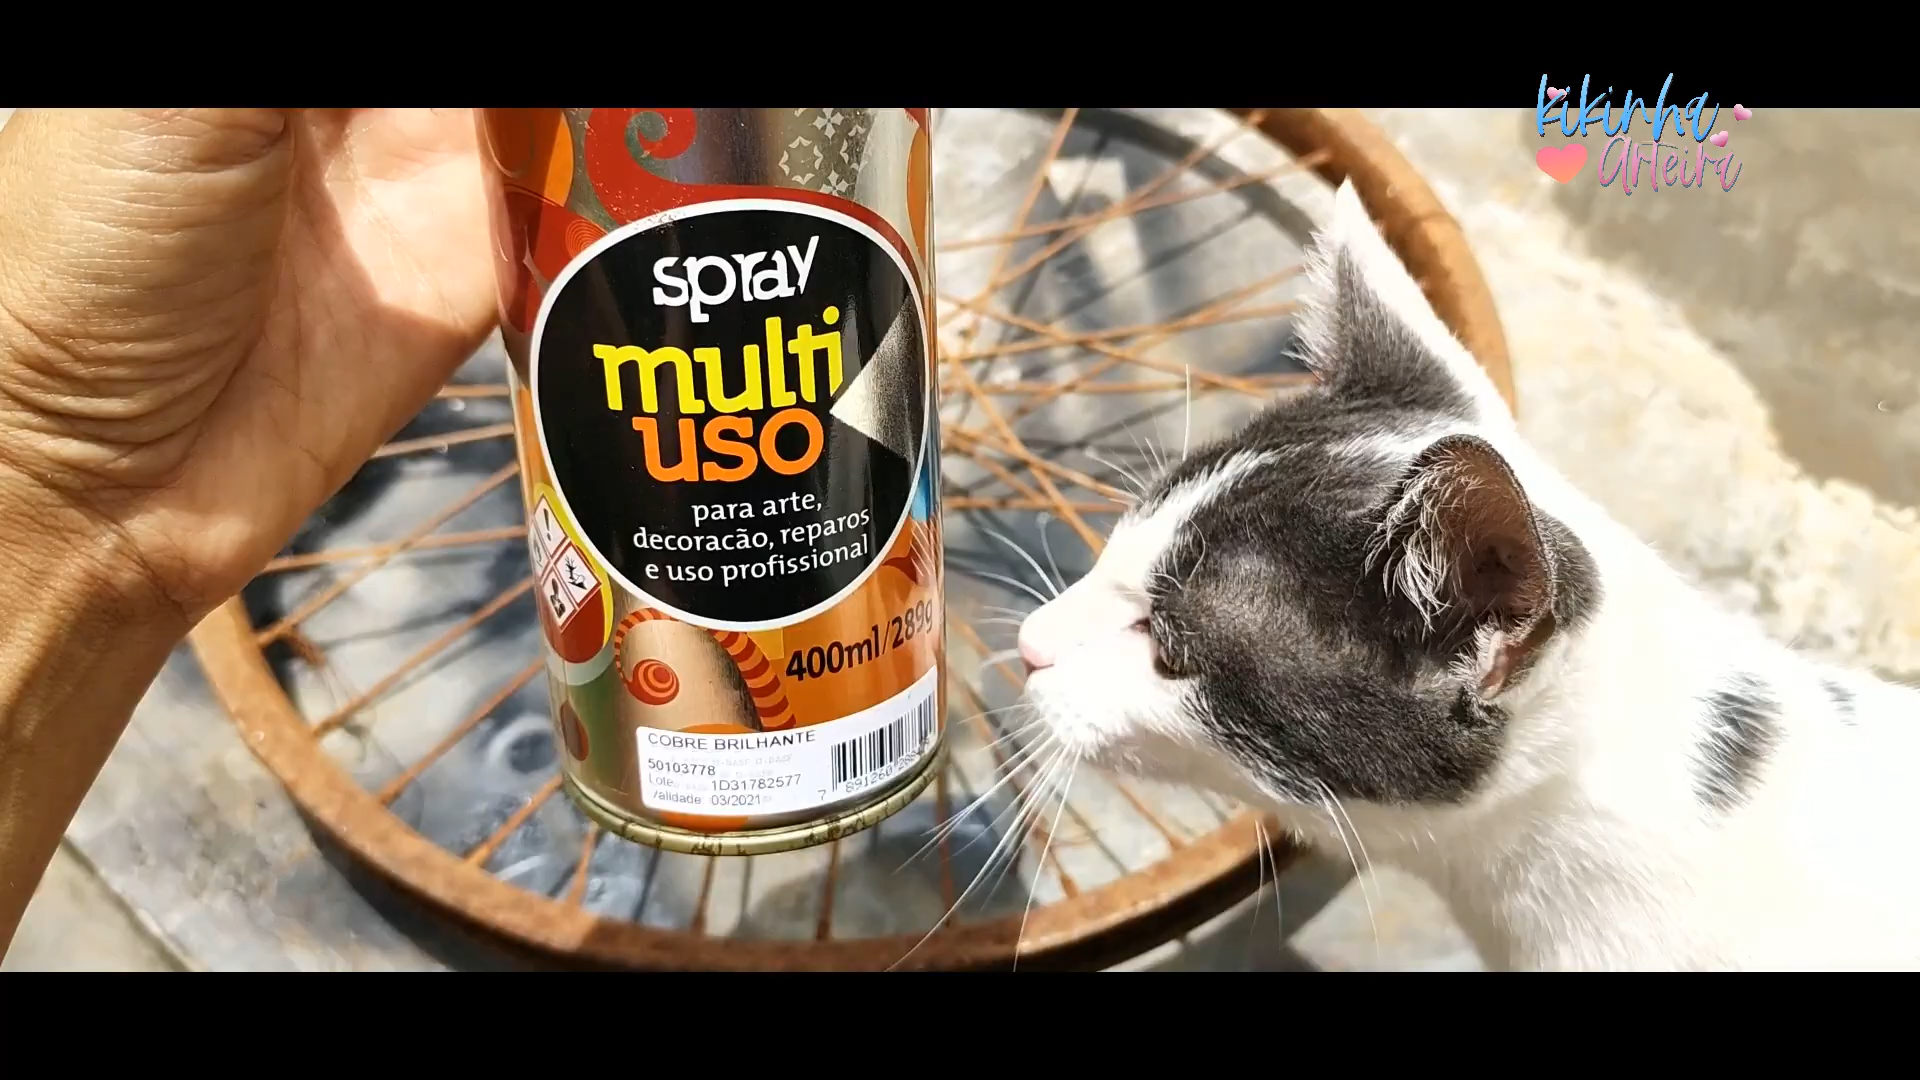 kikinha
arteira
spray
multi
uso
para arte,
decoracão, reparos
e uso profissional
400ml/289g
COBRE BRILHANTE
50103778
Lote 1D31782577
Validade 03/2021